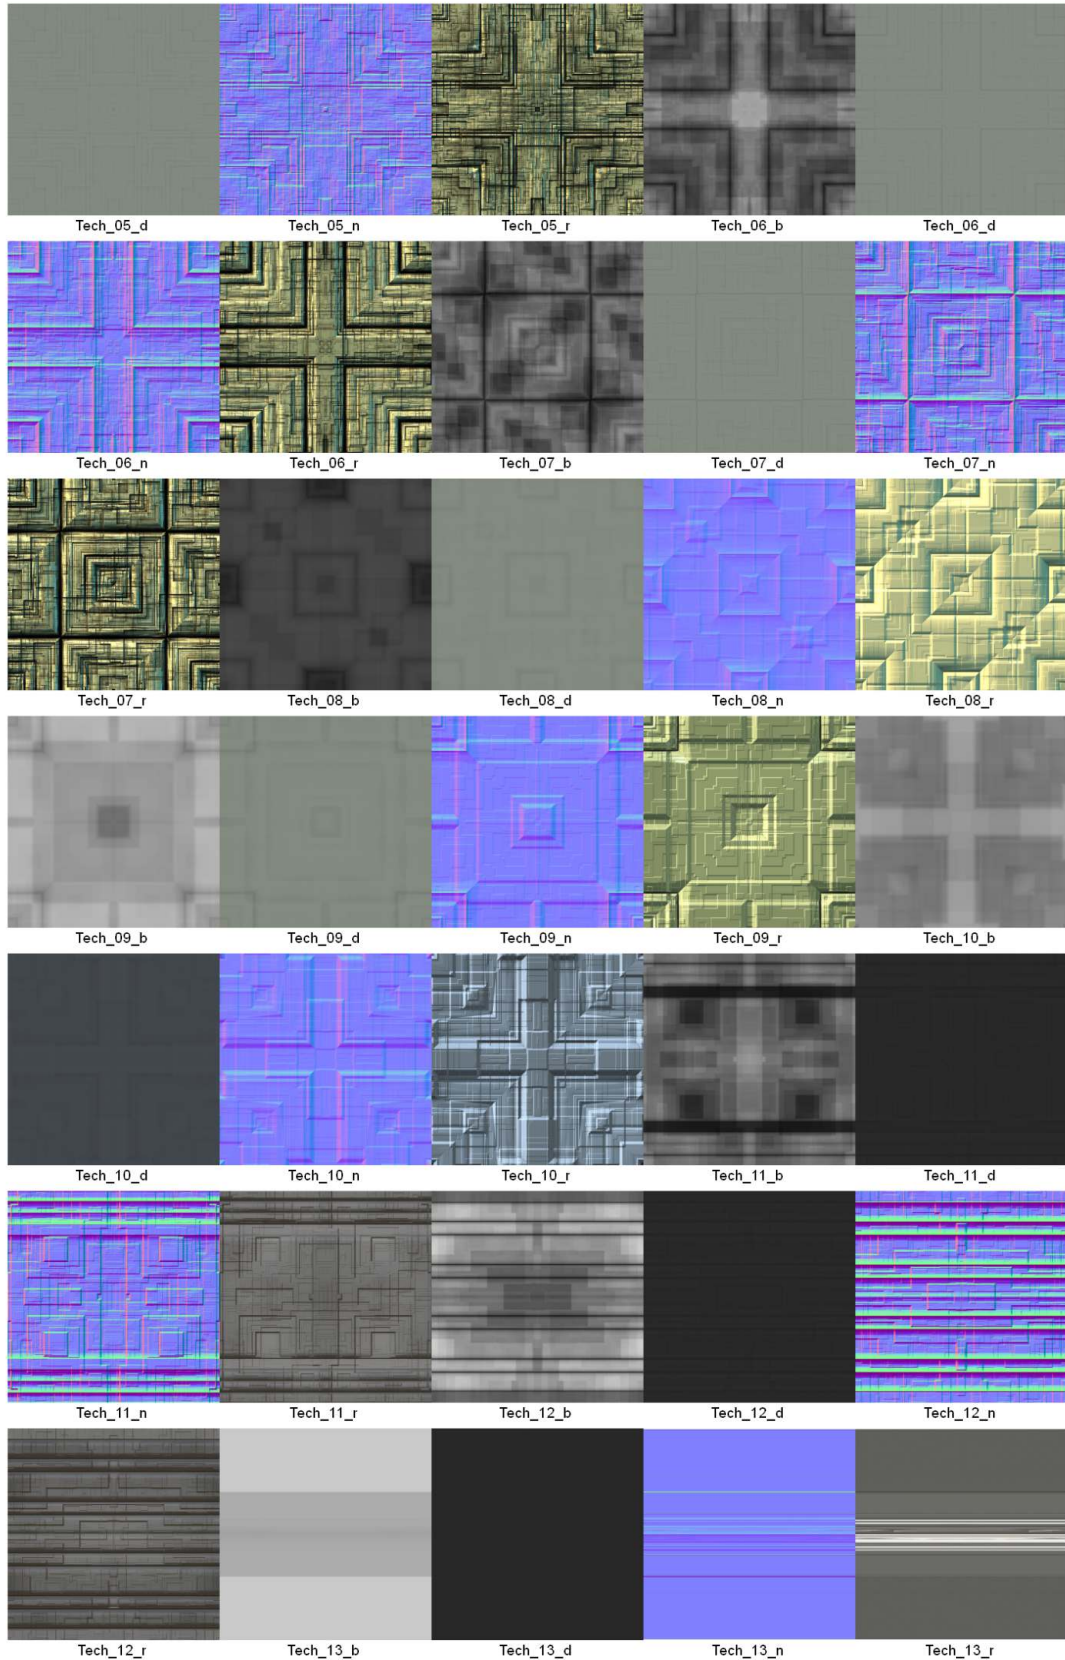 Tech_05_d Tech_05_n Tech_05_r Tech_06_b Tech_06_d
Tech_06_n Tech_06_r Tech_07_b Tech_07_d Tech_07_n
Tech_07_r Tech_08_b Tech_08_d Tech_08_n Tech_08_r
Tech_09_b Tech_09_d Tech_09_n Tech_09_r Tech_10_b
Tech_10_d Tech_10_n Tech_10_r Tech_11_b Tech_11_d
Tech_11_n Tech_11_r Tech_12_b Tech_12_d Tech_12_n
Tech_12_r Tech_13_b Tech_13_d Tech_13_n Tech_13_r